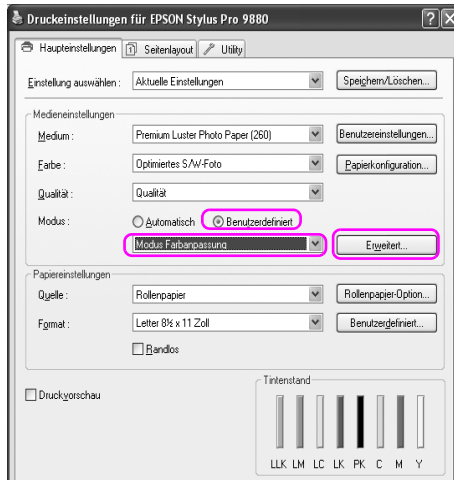 Druckeinstellungen für EPSON Stylus Pro 9880
Haupteinstellungen Seitenlayout Utility
Einstellung auswählen : Aktuelle Einstellungen Speichern/Löschen...
Medieneinstellungen
Medium : Premium Luster Photo Paper (260) Benutzereinstellungen...
Farbe : Optimiertes S/W-Foto Papierkonfiguration...
Qualität : Qualität
Modus : Automatisch Benutzerdefiniert
Modus Farbanpassung Erweitert...
Papiereinstellungen
Quelle : Rollenpapier Rollenpapier-Option...
Format : Letter 8½ x 11 Zoll Benutzerdefiniert...
Randlos
Druckvorschau
Tintenstand
LLK LM LC LK PK C M Y